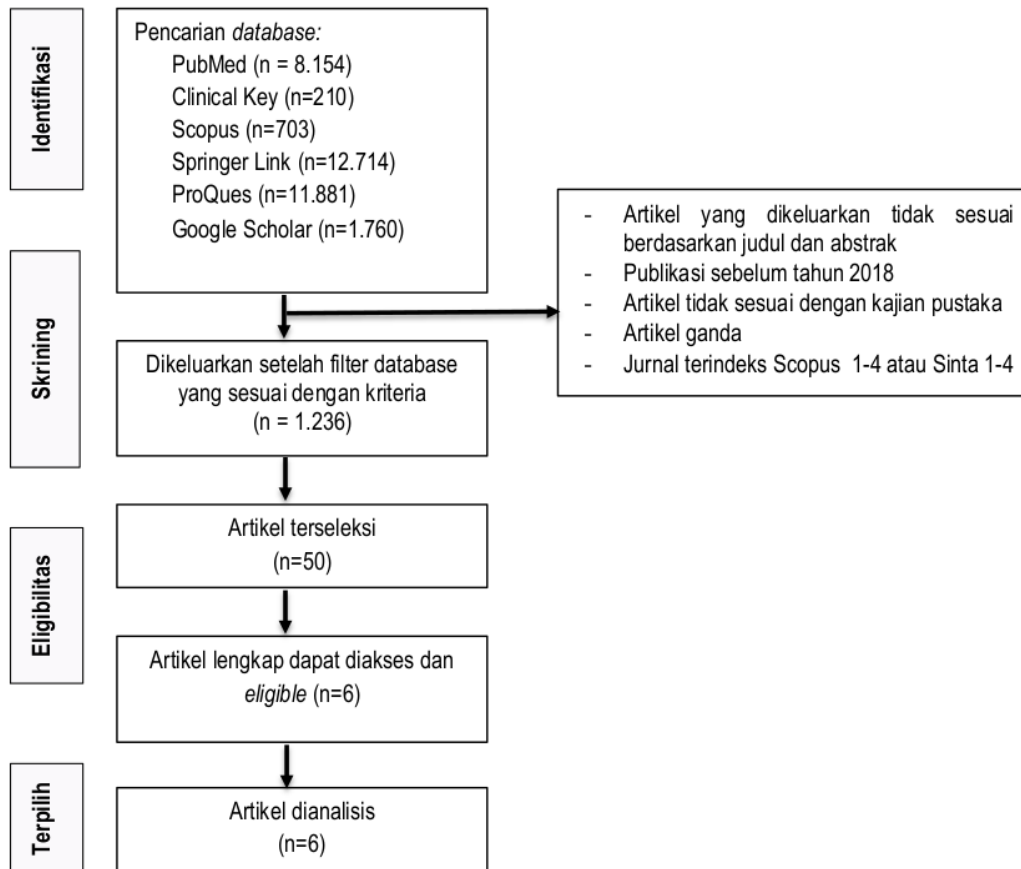 Identifikasi
Pencarian database:
PubMed (n = 8.154)
Clinical Key (n=210)
Scopus (n=703)
Springer Link (n=12.714)
ProQues (n=11.881)
Google Scholar (n=1.760)
- Artikel yang dikeluarkan tidak sesuai
berdasarkan judul dan abstrak
- Publikasi sebelum tahun 2018
- Artikel tidak sesuai dengan kajian pustaka
- Artikel ganda
- Jurnal terindeks Scopus 1-4 atau Sinta 1-4
Skrining
Dikeluarkan setelah filter database
yang sesuai dengan kriteria
(n = 1.236)
Eligibilitas
Artikel terseleksi
(n=50)
Artikel lengkap dapat diakses dan
eligible (n=6)
Terpilih
Artikel dianalisis
(n=6)